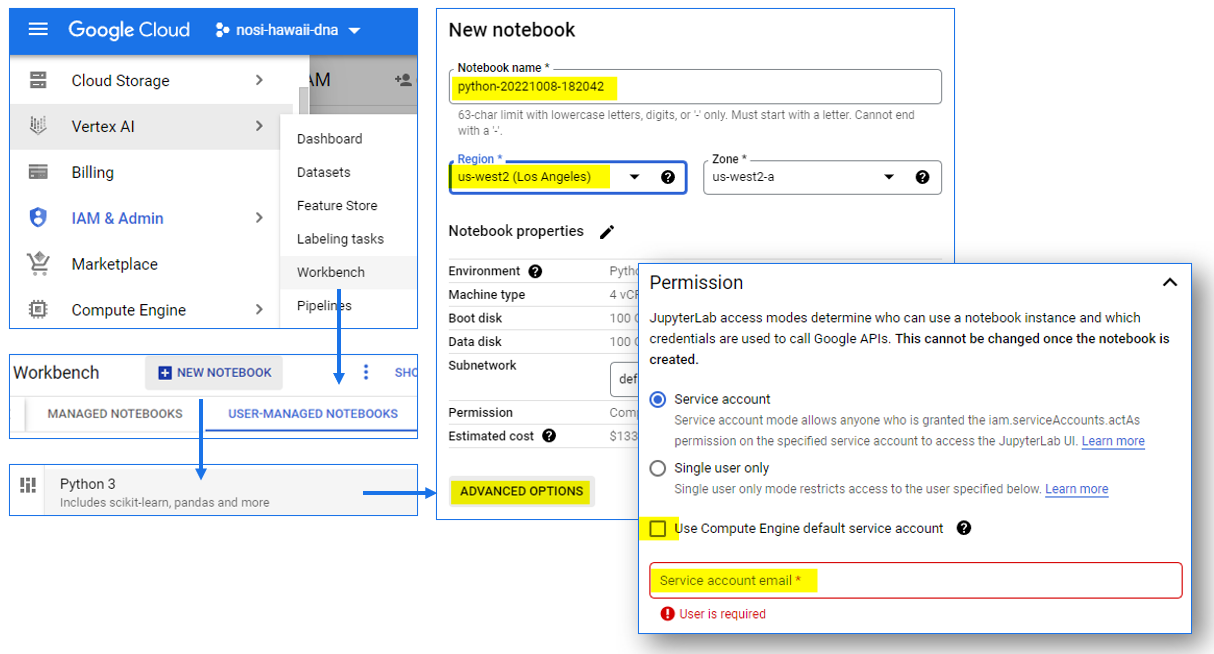 Google Cloud
nosi-hawaii-dna
Cloud Storage
Vertex AI
Billing
IAM & Admin
Marketplace
Compute Engine
Dashboard
Datasets
Feature Store
Labeling tasks
Workbench
Pipelines
Workbench
NEW NOTEBOOK
SHO
MANAGED NOTEBOOKS
USER-MANAGED NOTEBOOKS
Python 3
Includes scikit-learn, pandas and more
New notebook
Notebook name *
python-20221008-182042
63-char limit with lowercase letters, digits, or '-' only. Must start with a letter. Cannot end
with a '-'.
Region *
us-west2 (Los Angeles)
Zone *
us-west2-a
Notebook properties
Environment
Pytho
Machine type
4 vCP
Boot disk
100 G
Data disk
100 G
Subnetwork
def
Permission
Comp
Estimated cost
$133
ADVANCED OPTIONS
Permission
JupyterLab access modes determine who can use a notebook instance and which
credentials are used to call Google APIs. This cannot be changed once the notebook is
created.
Service account
Service account mode allows anyone who is granted the iam.serviceAccounts.actAs
permission on the specified service account to access the JupyterLab UI. Learn more
Single user only
Single user only mode restricts access to the user specified below. Learn more
Use Compute Engine default service account
Service account email *
User is required